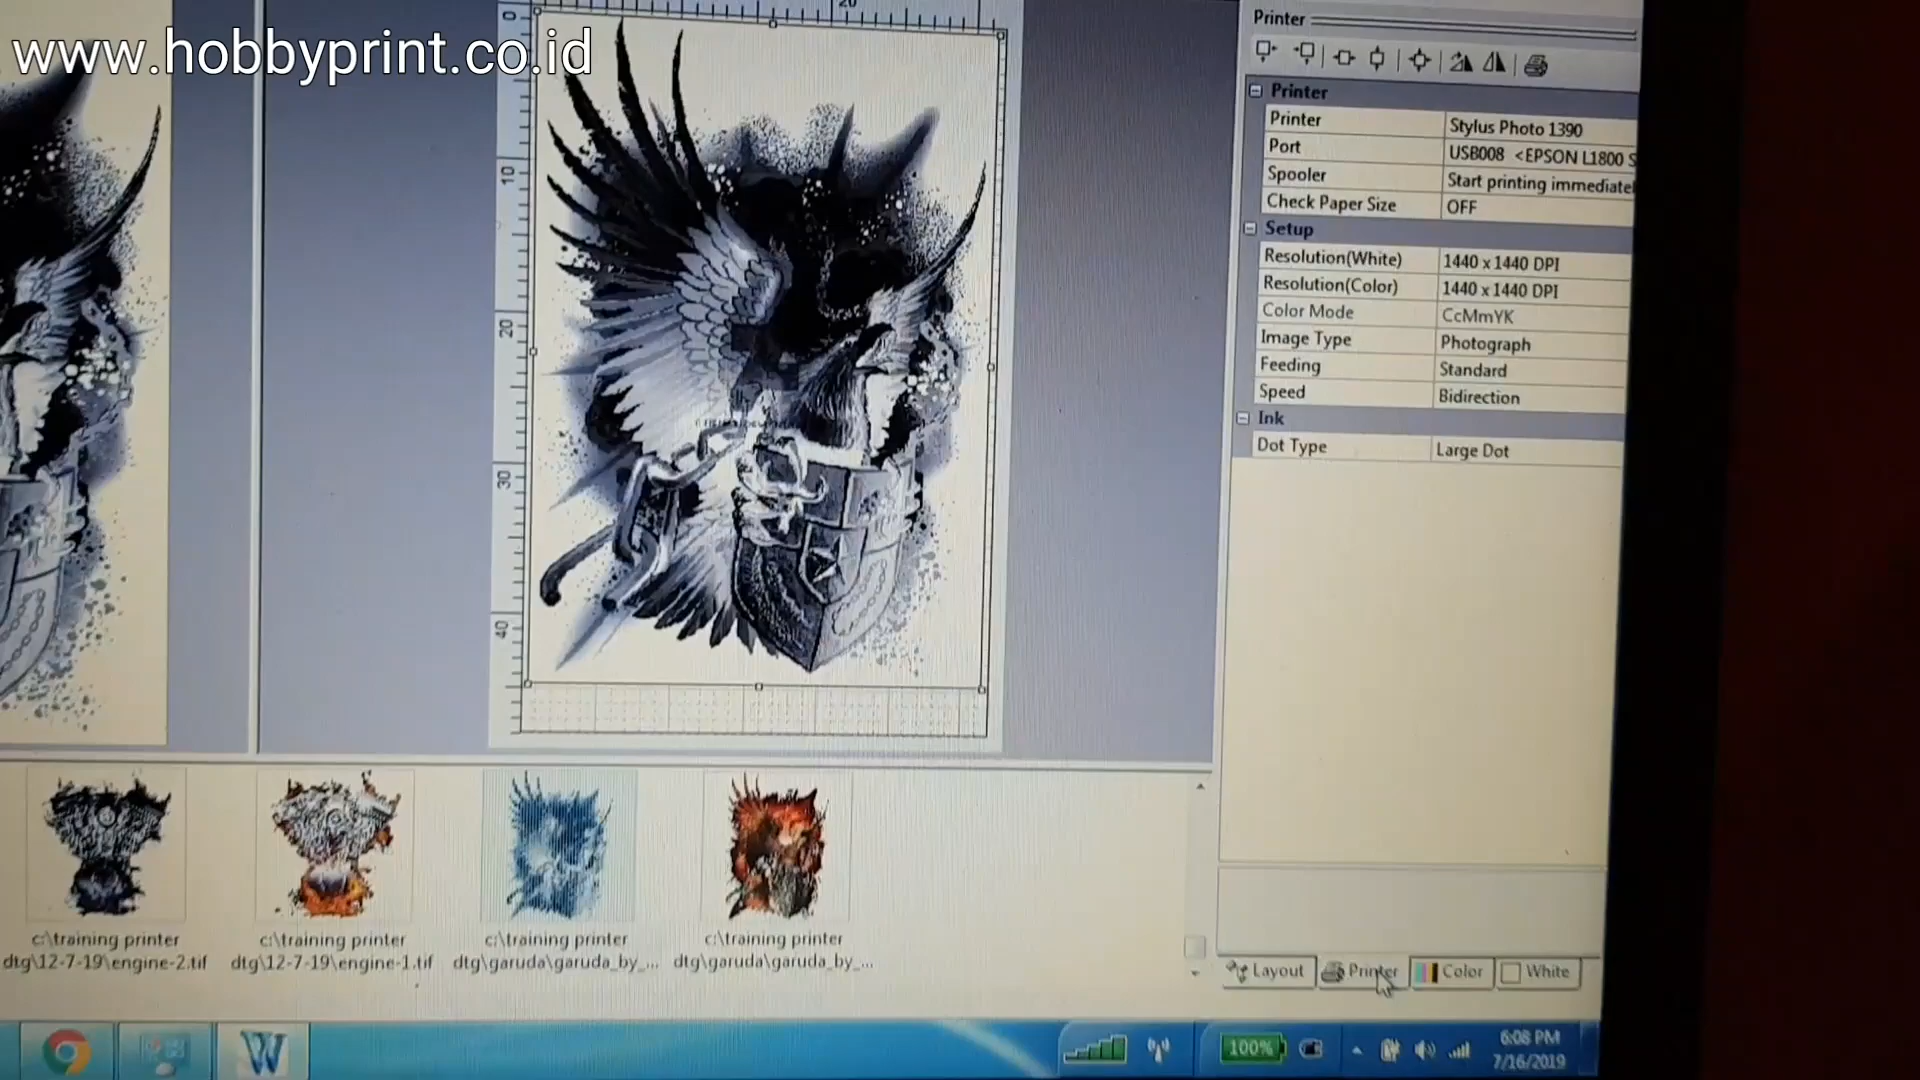 www.hobbyprint.co.id
0
20
10
20
30
40
Printer
Printer
Printer Stylus Photo 1390
Port USB008 <EPSON L1800 S
Spooler Start printing immediatel
Check Paper Size OFF
Setup
Resolution(White) 1440 x 1440 DPI
Resolution(Color) 1440 x 1440 DPI
Color Mode CcMmYK
Image Type Photograph
Feeding Standard
Speed Bidirection
Ink
Dot Type Large Dot
c:\training printer
dtg\12-7-19\engine-2.tif
c:\training printer
dtg\12-7-19\engine-1.tif
c:\training printer
dtg\garuda\garuda_by_...
c:\training printer
dtg\garuda\garuda_by_...
Layout Printer Color White
W
100%
6:08 PM
7/16/2019